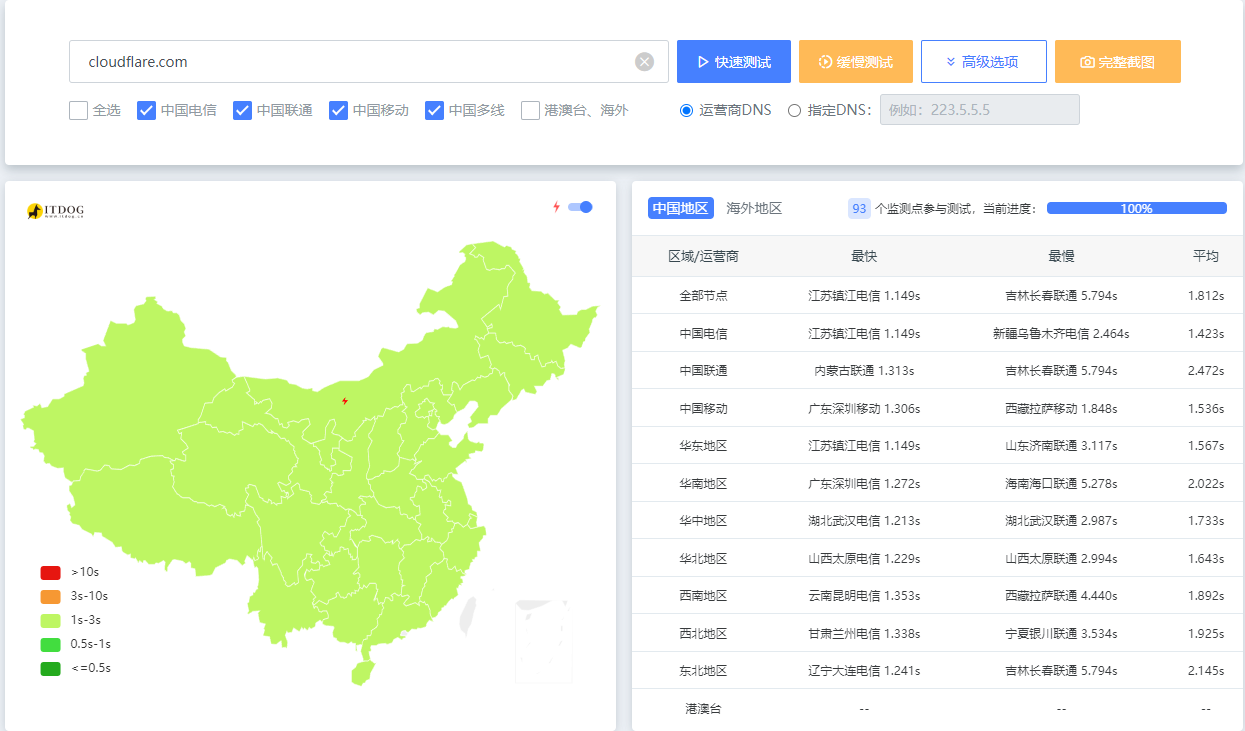 cloudflare.com
快速测试 缓慢测试 高级选项 完整截图
全选 中国电信 中国联通 中国移动 中国多线 港澳台、海外 运营商DNS 指定DNS: 例如: 223.5.5.5
ITDOG
www.itdog.cn
>10s
3s-10s
1s-3s
0.5s-1s
<=0.5s
中国地区 海外地区 93 个监测点参与测试，当前进度： 100%
区域/运营商 最快 最慢 平均
全部节点 江苏镇江电信 1.149s 吉林长春联通 5.794s 1.812s
中国电信 江苏镇江电信 1.149s 新疆乌鲁木齐电信 2.464s 1.423s
中国联通 内蒙古联通 1.313s 吉林长春联通 5.794s 2.472s
中国移动 广东深圳移动 1.306s 西藏拉萨移动 1.848s 1.536s
华东地区 江苏镇江电信 1.149s 山东济南联通 3.117s 1.567s
华南地区 广东深圳电信 1.272s 海南海口联通 5.278s 2.022s
华中地区 湖北武汉电信 1.213s 湖北武汉联通 2.987s 1.733s
华北地区 山西太原电信 1.229s 山西太原联通 2.994s 1.643s
西南地区 云南昆明电信 1.353s 西藏拉萨联通 4.440s 1.892s
西北地区 甘肃兰州电信 1.338s 宁夏银川联通 3.534s 1.925s
东北地区 辽宁大连电信 1.241s 吉林长春联通 5.794s 2.145s
港澳台 -- -- --